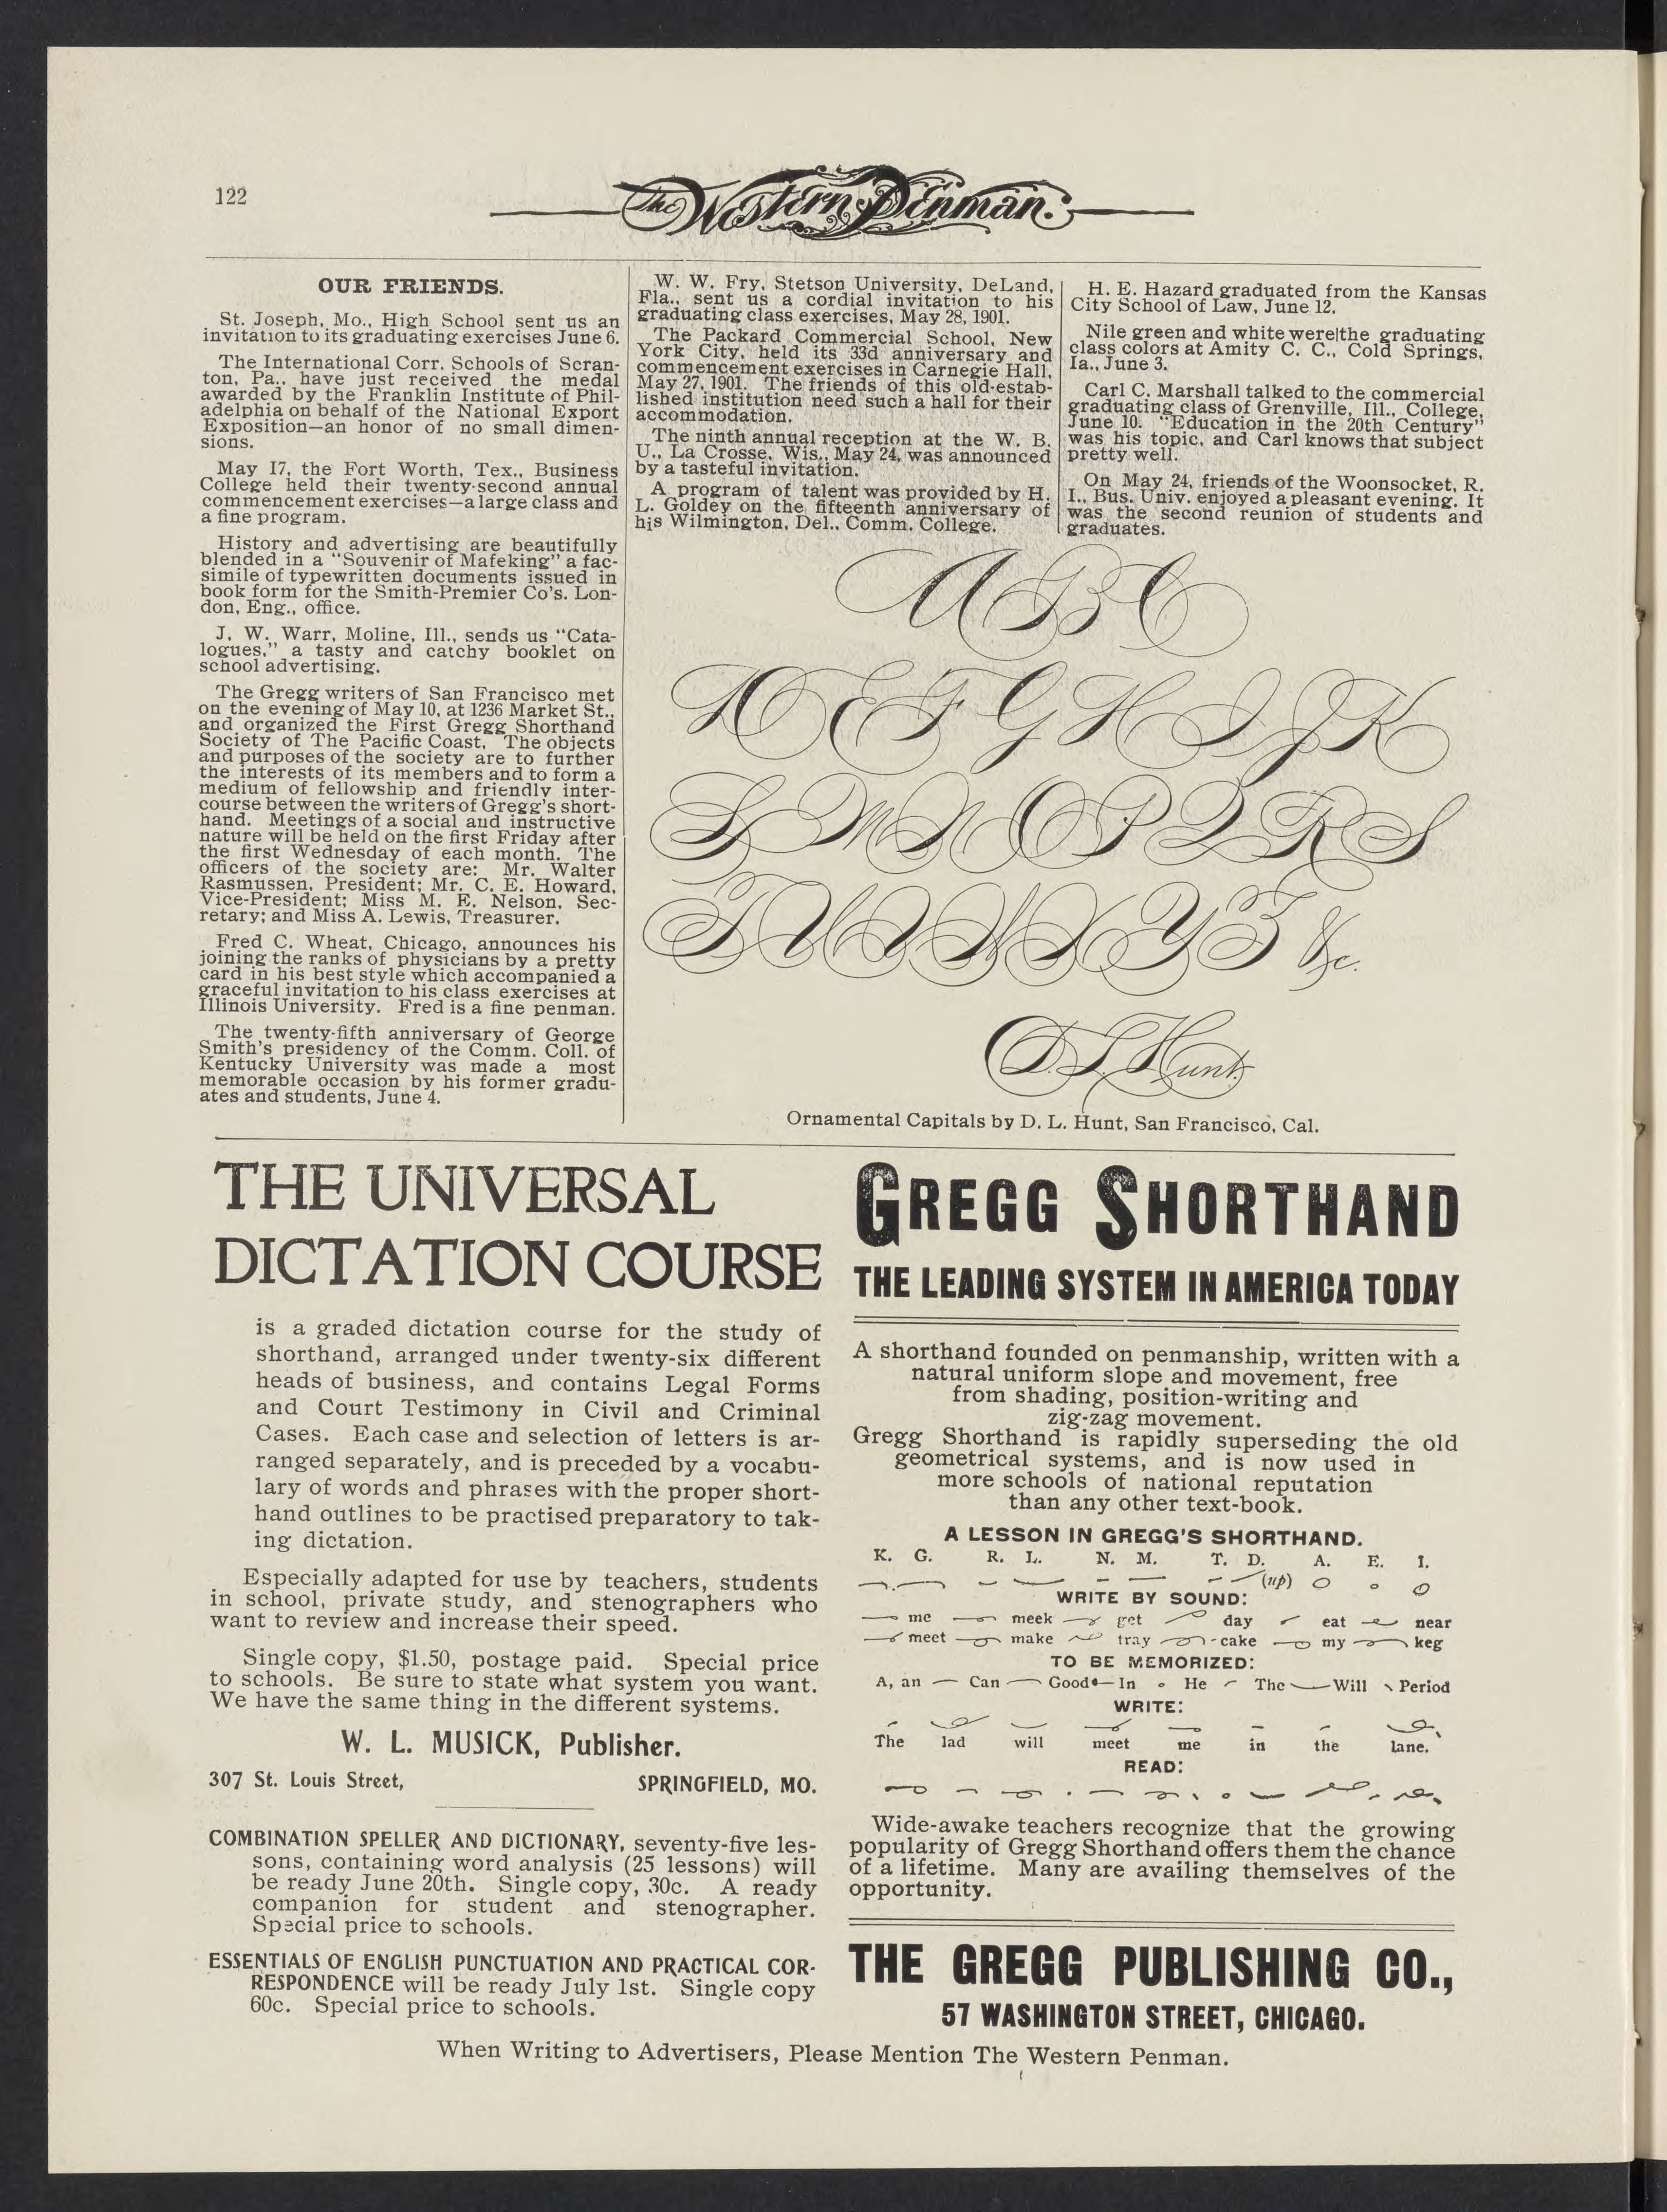 122
The Western Penman.
OUR FRIENDS.
St. Joseph, Mo., High School sent us an
invitation to its graduating exercises June 6.
The International Corr. Schools of Scran-
ton, Pa., have just received the medal
awarded by the Franklin Institute of Phil-
adelphia on behalf of the National Export
Exposition—an honor of no small dimen-
sions.
May 17, the Fort Worth, Tex., Business
College held their twenty-second annual
commencement exercises—a large class and
a fine program.
History and advertising are beautifully
blended in a "Souvenir of Mafeking" a fac-
simile of typewritten documents issued in
book form for the Smith-Premier Co's. Lon-
don, Eng., office.
J. W. Warr, Moline, Ill., sends us "Cata-
logues," a tasty and catchy booklet on
school advertising.
The Gregg writers of San Francisco met
on the evening of May 10, at 1236 Market St.,
and organized the First Gregg Shorthand
Society of The Pacific Coast. The objects
and purposes of the society are to further
the interests of its members and to form a
medium of fellowship and friendly inter-
course between the writers of Gregg's short-
hand. Meetings of a social and instructive
nature will be held on the first Friday after
the first Wednesday of each month. The
officers of the society are: Mr. Walter
Rasmussen, President; Mr. C. E. Howard,
Vice-President; Miss M. E. Nelson, Sec-
retary; and Miss A. Lewis, Treasurer.
Fred C. Wheat, Chicago, announces his
joining the ranks of physicians by a pretty
card in his best style which accompanied a
graceful invitation to his class exercises at
Illinois University. Fred is a fine penman.
The twenty-fifth anniversary of George
Smith's presidency of the Comm. Coll. of
Kentucky University was made a most
memorable occasion by his former gradu-
ates and students, June 4.
W. W. Fry, Stetson University, DeLand,
Fla., sent us a cordial invitation to his
graduating class exercises, May 28, 1901.
The Packard Commercial School, New
York City, held its 33d anniversary and
commencement exercises in Carnegie Hall,
May 27, 1901. The friends of this old-estab-
lished institution need such a hall for their
accommodation.
The ninth annual reception at the W. B.
U., La Crosse, Wis., May 24, was announced
by a tasteful invitation.
A program of talent was provided by H.
L. Goldey on the fifteenth anniversary of
his Wilmington, Del., Comm. College.
H. E. Hazard graduated from the Kansas
City School of Law, June 12.
Nile green and white were the graduating
class colors at Amity C. C., Cold Springs,
Ia., June 3.
Carl C. Marshall talked to the commercial
graduating class of Grenville, Ill., College,
June 10. "Education in the 20th Century"
was his topic, and Carl knows that subject
pretty well.
On May 24, friends of the Woonsocket, R.
I., Bus. Univ. enjoyed a pleasant evening. It
was the second reunion of students and
graduates.
A B C
D E F G H I J K
L M N O P Q R S
T U V W X Y Z &c.
D. L. Hunt
Ornamental Capitals by D. L. Hunt, San Francisco, Cal.
THE UNIVERSAL
DICTATION COURSE
is a graded dictation course for the study of
shorthand, arranged under twenty-six different
heads of business, and contains Legal Forms
and Court Testimony in Civil and Criminal
Cases. Each case and selection of letters is ar-
ranged separately, and is preceded by a vocabu-
lary of words and phrases with the proper short-
hand outlines to be practised preparatory to tak-
ing dictation.
Especially adapted for use by teachers, students
in school, private study, and stenographers who
want to review and increase their speed.
Single copy, $1.50, postage paid. Special price
to schools. Be sure to state what system you want.
We have the same thing in the different systems.
W. L. MUSICK, Publisher.
307 St. Louis Street, SPRINGFIELD, MO.
COMBINATION SPELLER AND DICTIONARY, seventy-five les-
sons, containing word analysis (25 lessons) will
be ready June 20th. Single copy, 30c. A ready
companion for student and stenographer.
Special price to schools.
ESSENTIALS OF ENGLISH PUNCTUATION AND PRACTICAL COR-
RESPONDENCE will be ready July 1st. Single copy
60c. Special price to schools.
GREGG SHORTHAND
THE LEADING SYSTEM IN AMERICA TODAY
A shorthand founded on penmanship, written with a
natural uniform slope and movement, free
from shading, position-writing and
zig-zag movement.
Gregg Shorthand is rapidly superseding the old
geometrical systems, and is now used in
more schools of national reputation
than any other text-book.
A LESSON IN GREGG'S SHORTHAND.
K. G. R. L. N. M. T. D. A. E. I.
(up)
WRITE BY SOUND:
me meek get day eat near
meet make tray cake my keg
TO BE MEMORIZED:
A, an Can Good In He The Will Period
WRITE:
The lad will meet me in the lane.
READ:
Wide-awake teachers recognize that the growing
popularity of Gregg Shorthand offers them the chance
of a lifetime. Many are availing themselves of the
opportunity.
THE GREGG PUBLISHING CO.,
57 WASHINGTON STREET, CHICAGO.
When Writing to Advertisers, Please Mention The Western Penman.